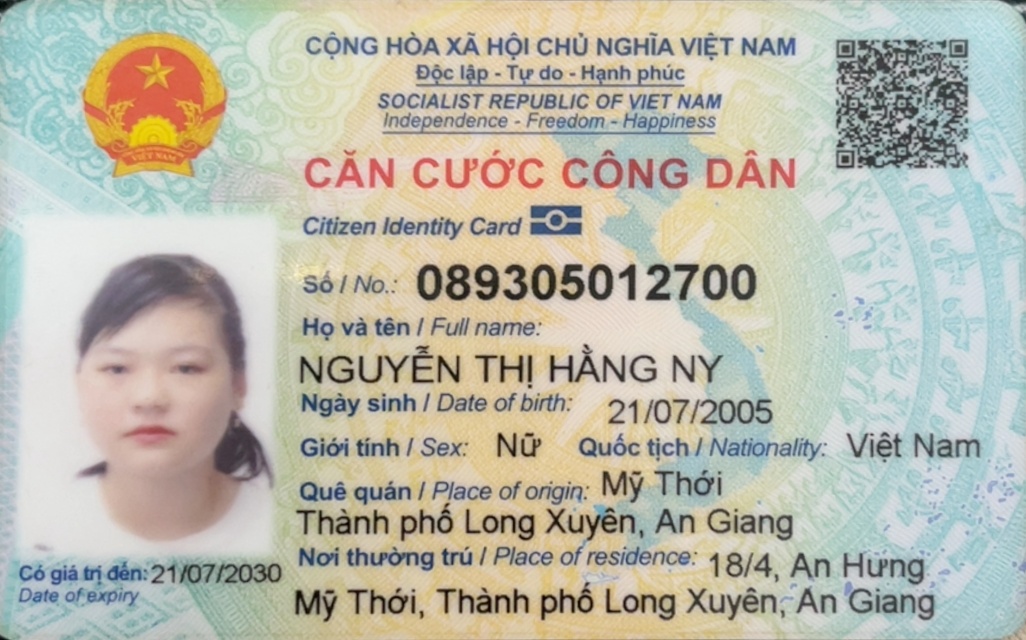 CỘNG HÒA XÃ HỘI CHỦ NGHĨA VIỆT NAM
Độc lập - Tự do - Hạnh phúc
SOCIALIST REPUBLIC OF VIET NAM
Independence - Freedom - Happiness
CĂN CƯỚC CÔNG DÂN
Citizen Identity Card
Số / No.: 089305012700
Họ và tên / Full name:
NGUYỄN THỊ HẰNG NY
Ngày sinh / Date of birth: 21/07/2005
Giới tính / Sex: Nữ Quốc tịch / Nationality: Việt Nam
Quê quán / Place of origin: Mỹ Thới
Thành phố Long Xuyên, An Giang
Nơi thường trú / Place of residence: 18/4, An Hưng
Mỹ Thới, Thành phố Long Xuyên, An Giang
Có giá trị đến: 21/07/2030
Date of expiry
VIỆT NAM